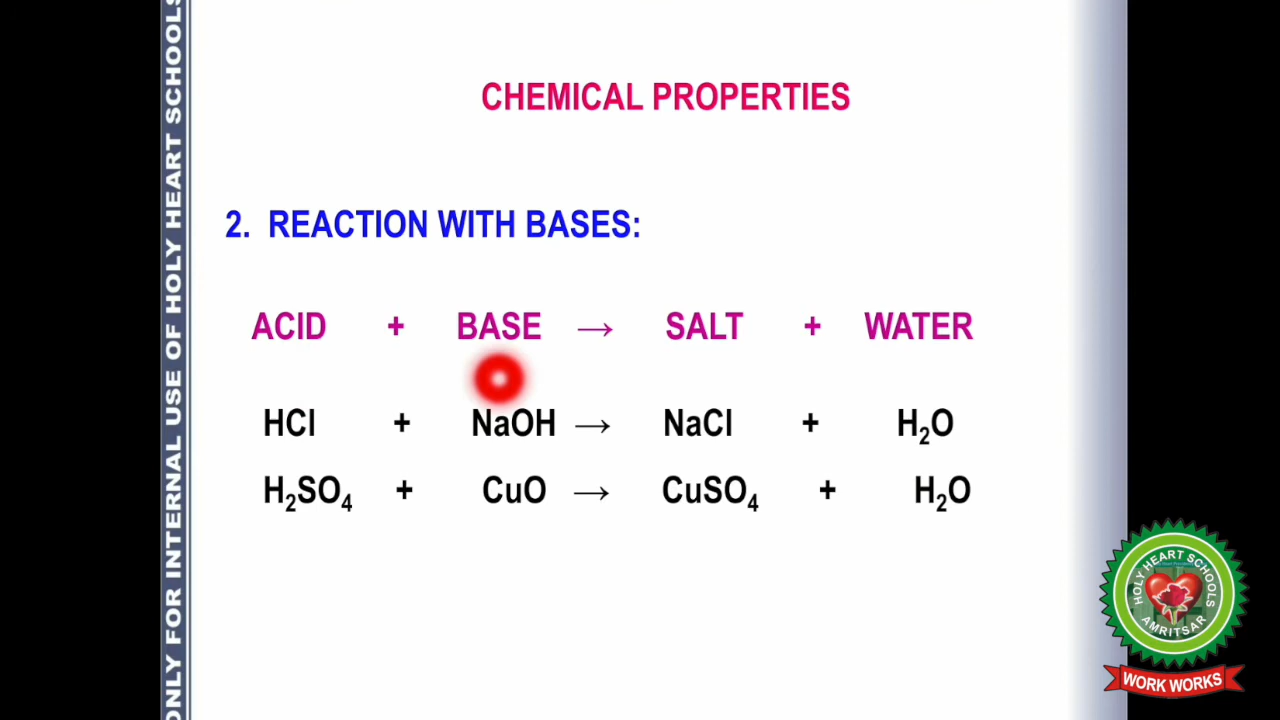 CHEMICAL PROPERTIES
2. REACTION WITH BASES:
ACID + BASE → SALT + WATER
HCl + NaOH → NaCl + H₂O
H₂SO₄ + CuO → CuSO₄ + H₂O
ONLY FOR INTERNAL USE OF HOLY HEART SCHOOLS
HOLY HEART SCHOOLS
AMRITSAR
WORK WORKS